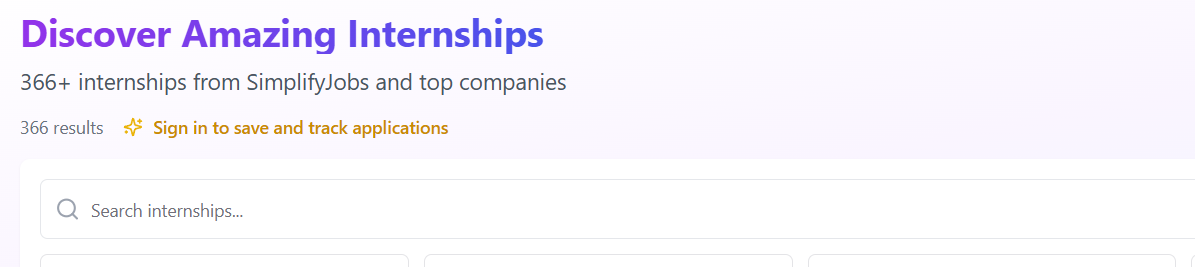 Discover Amazing Internships
366+ internships from SimplifyJobs and top companies
366 results Sign in to save and track applications
Search internships...